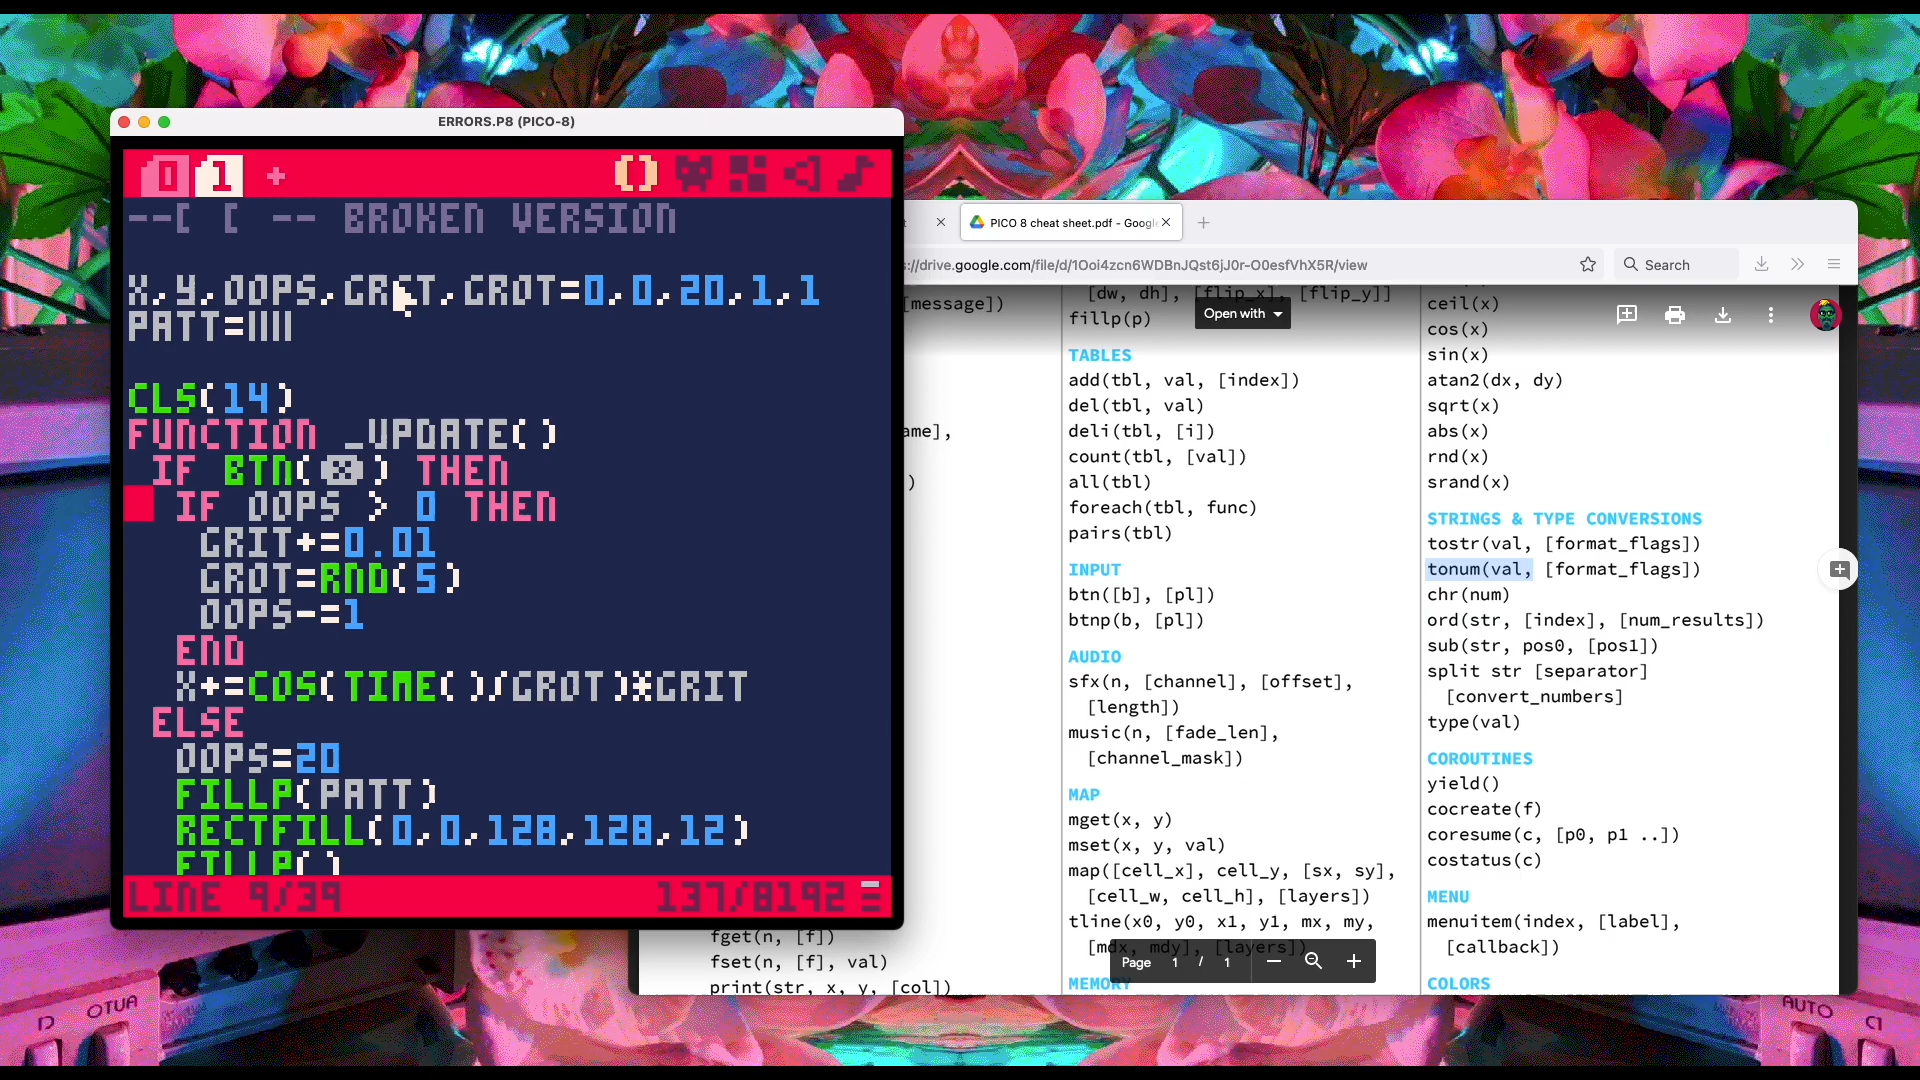 ERRORS.P8 (PICO-8)
0 1 +
--[ [ -- BROKEN VERSION
X,Y,OOPS,GRIT,GROT=0,0,20,1,1
CLS(14)
FUNCTION _UPDATE()
IF BTN(❎) THEN
IF OOPS > 0 THEN
GRIT+=0.01
GROT=RND(5)
OOPS-=1
END
X+=COS(TIME()/GROT)*GRIT
ELSE
OOPS=20
FILLP(PATT)
RECTFILL(0,0,128,128,12)
FILLP()
LINE 9/39 137/8192
PICO 8 cheat sheet.pdf - Google
://drive.google.com/file/d/1Ooi4zcn6WDBnJQst6jJ0r-O0esfVhX5R/view
Search
Open with
[message])
ame],
)
fget(n, [f])
fset(n, [f], val)
print(str, x, y, [col])
[dw, dh], [flip_x], [flip_y]]
fillp(p)
TABLES
add(tbl, val, [index])
del(tbl, val)
deli(tbl, [i])
count(tbl, [val])
all(tbl)
foreach(tbl, func)
pairs(tbl)
INPUT
btn([b], [pl])
btnp(b, [pl])
AUDIO
sfx(n, [channel], [offset],
[length])
music(n, [fade_len],
[channel_mask])
MAP
mget(x, y)
mset(x, y, val)
map([cell_x], cell_y, [sx, sy],
[cell_w, cell_h], [layers])
tline(x0, y0, x1, y1, mx, my,
[mdx, mdy], [layers])
MEMORY
Page 1 / 1
ceil(x)
cos(x)
sin(x)
atan2(dx, dy)
sqrt(x)
abs(x)
rnd(x)
srand(x)
STRINGS & TYPE CONVERSIONS
tostr(val, [format_flags])
tonum(val, [format_flags])
chr(num)
ord(str, [index], [num_results])
sub(str, pos0, [pos1])
split str [separator]
[convert_numbers]
type(val)
COROUTINES
yield()
cocreate(f)
coresume(c, [p0, p1 ..])
costatus(c)
MENU
menuitem(index, [label],
[callback])
COLORS
AUTO